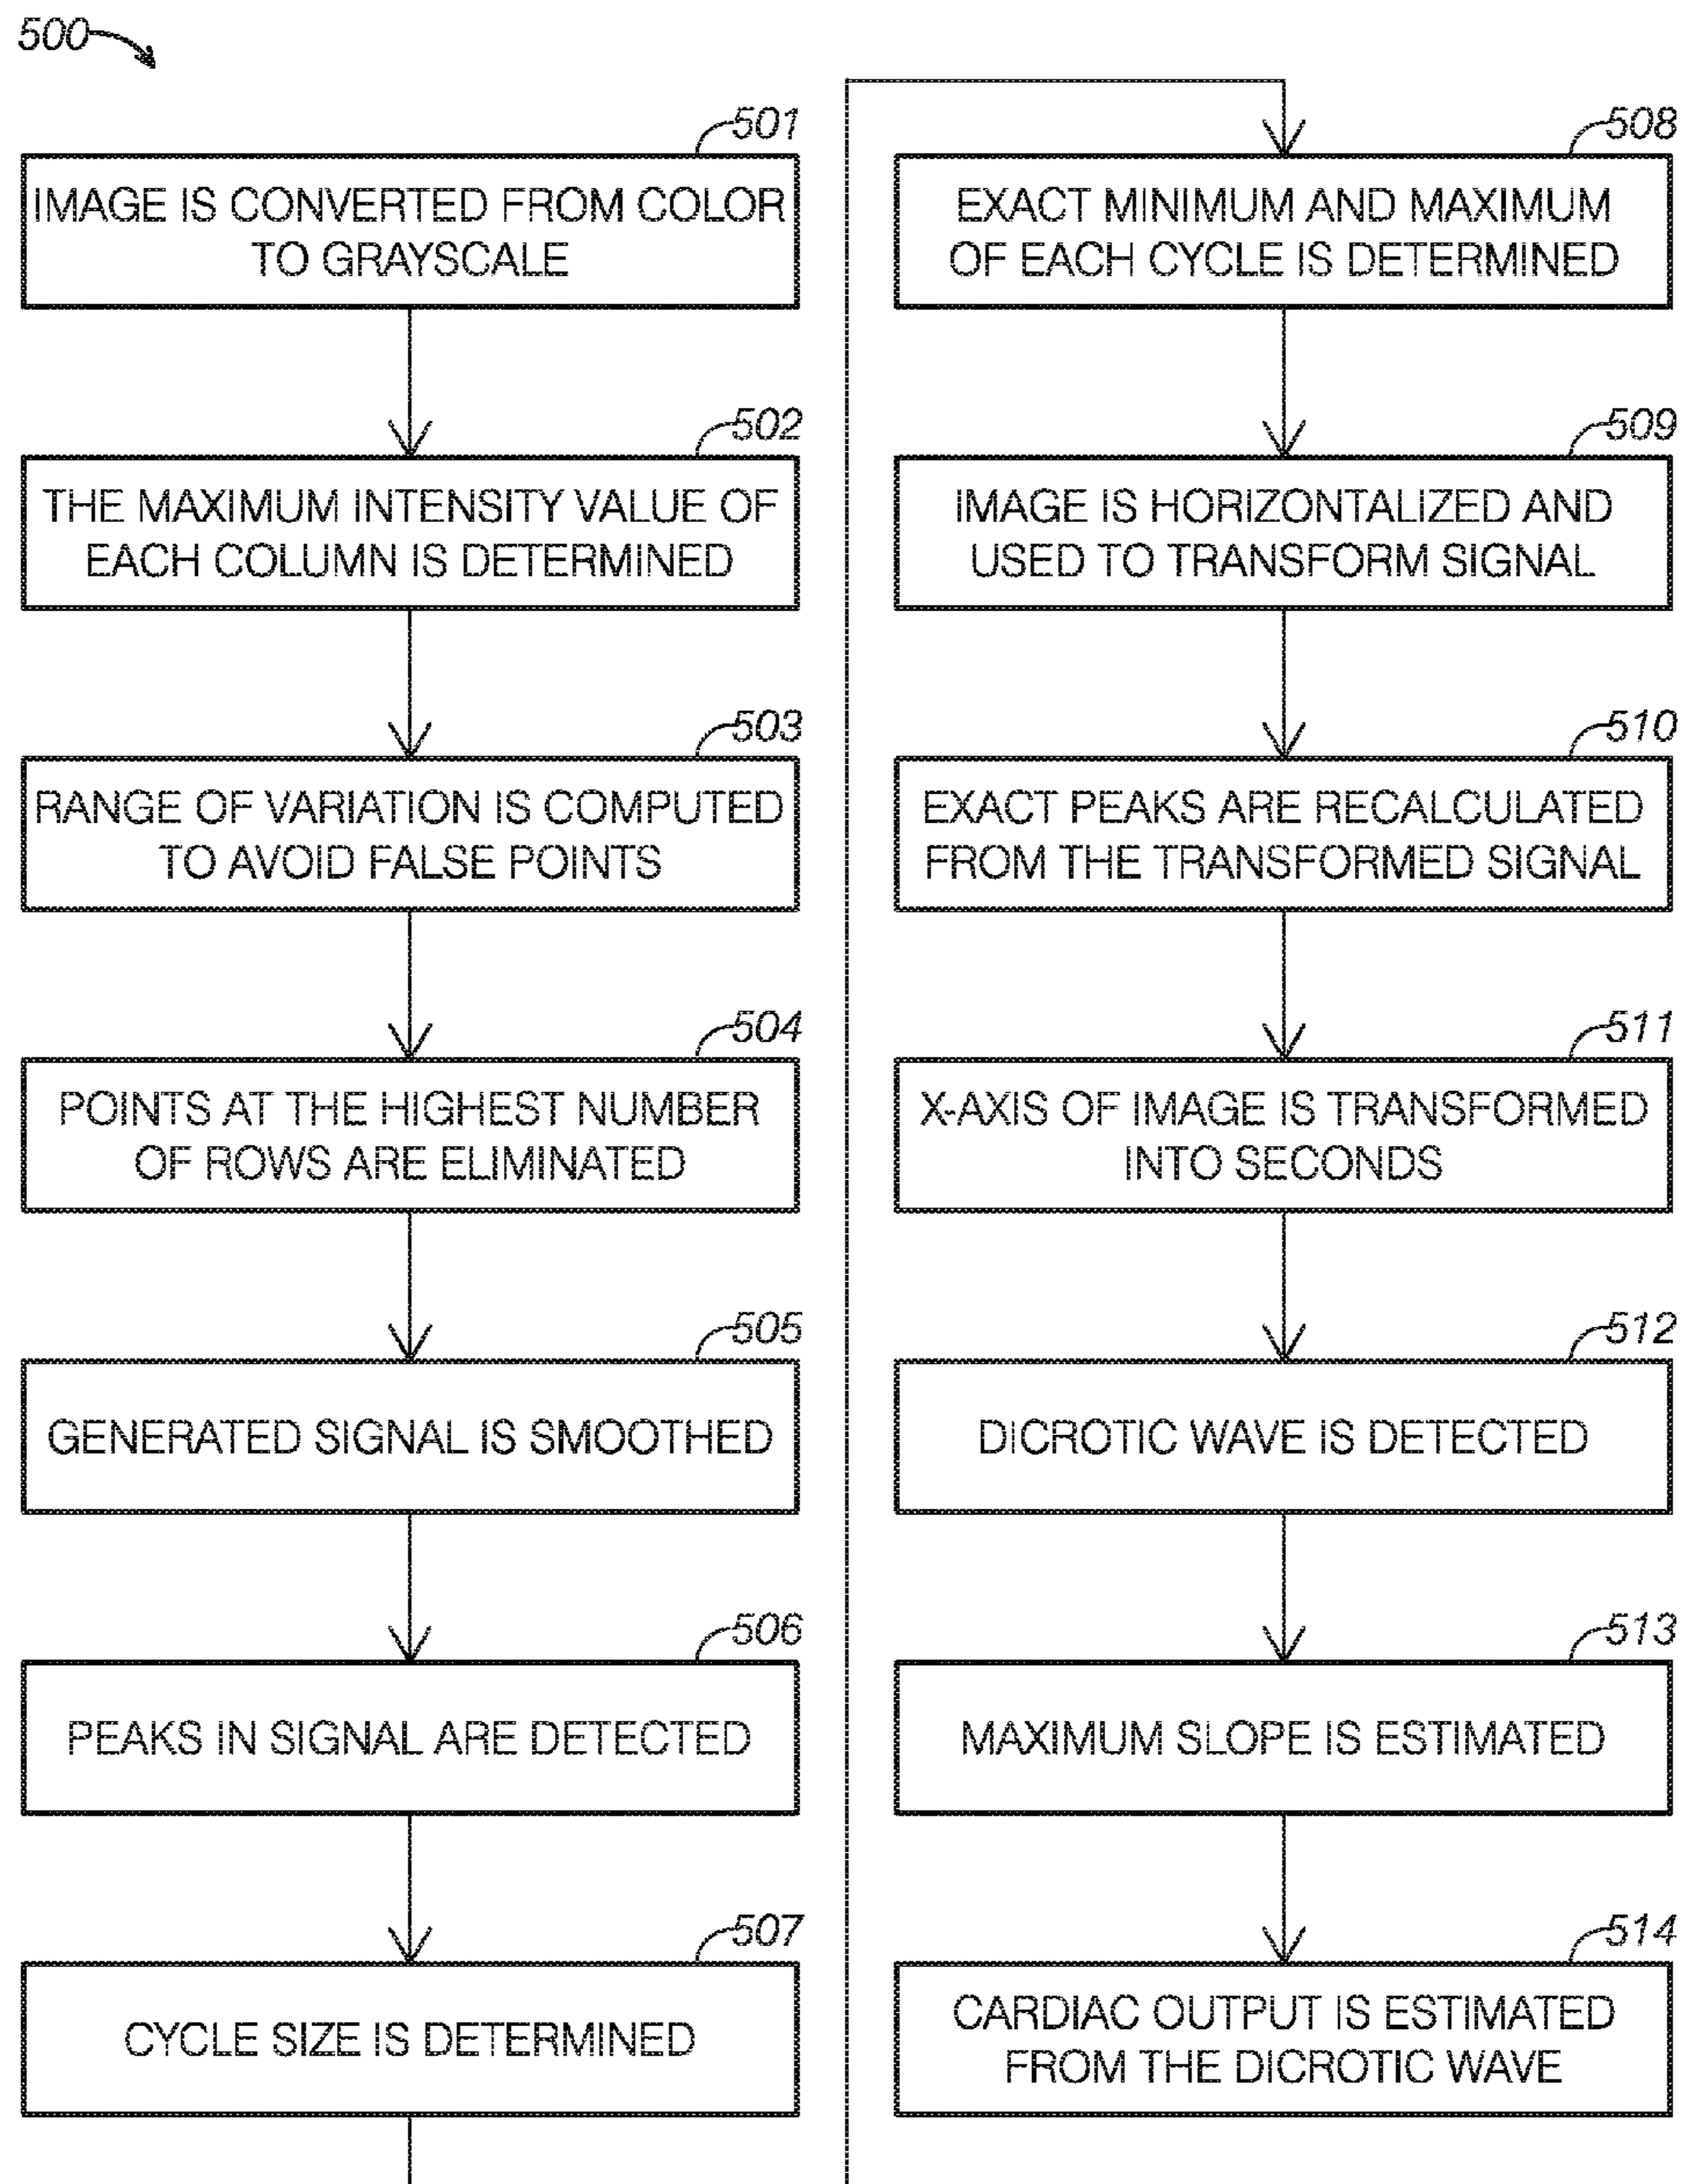 500
501
IMAGE IS CONVERTED FROM COLOR
TO GRAYSCALE
502
THE MAXIMUM INTENSITY VALUE OF
EACH COLUMN IS DETERMINED
503
RANGE OF VARIATION IS COMPUTED
TO AVOID FALSE POINTS
504
POINTS AT THE HIGHEST NUMBER
OF ROWS ARE ELIMINATED
505
GENERATED SIGNAL IS SMOOTHED
506
PEAKS IN SIGNAL ARE DETECTED
507
CYCLE SIZE IS DETERMINED
508
EXACT MINIMUM AND MAXIMUM
OF EACH CYCLE IS DETERMINED
509
IMAGE IS HORIZONTALIZED AND
USED TO TRANSFORM SIGNAL
510
EXACT PEAKS ARE RECALCULATED
FROM THE TRANSFORMED SIGNAL
511
X-AXIS OF IMAGE IS TRANSFORMED
INTO SECONDS
512
DICROTIC WAVE IS DETECTED
513
MAXIMUM SLOPE IS ESTIMATED
514
CARDIAC OUTPUT IS ESTIMATED
FROM THE DICROTIC WAVE